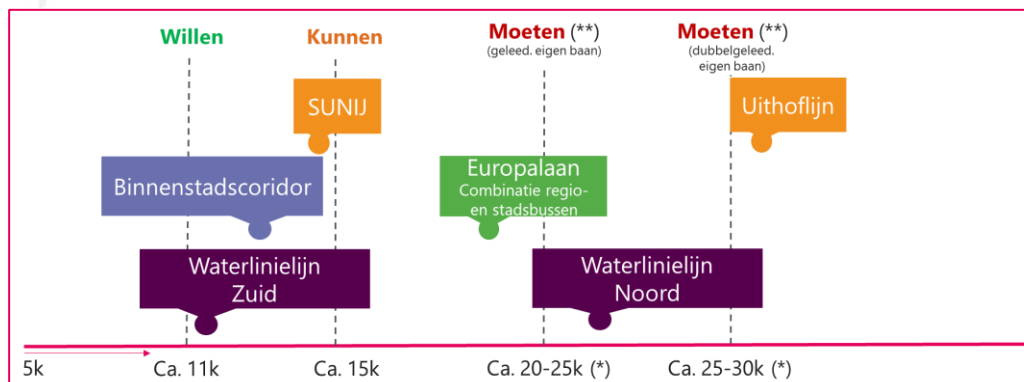 Willen
Kunnen
Moeten (**)
(geleed. eigen baan)
Moeten (**)
(dubbelgeleed.
eigen baan)
SUNIJ
Uithoflijn
Binnenstadscoridor
Europalaan
Combinatie regio-
en stadsbussen
Waterlinielijn
Zuid
Waterlinielijn
Noord
5k
Ca. 11k
Ca. 15k
Ca. 20-25k (*)
Ca. 25-30k (*)